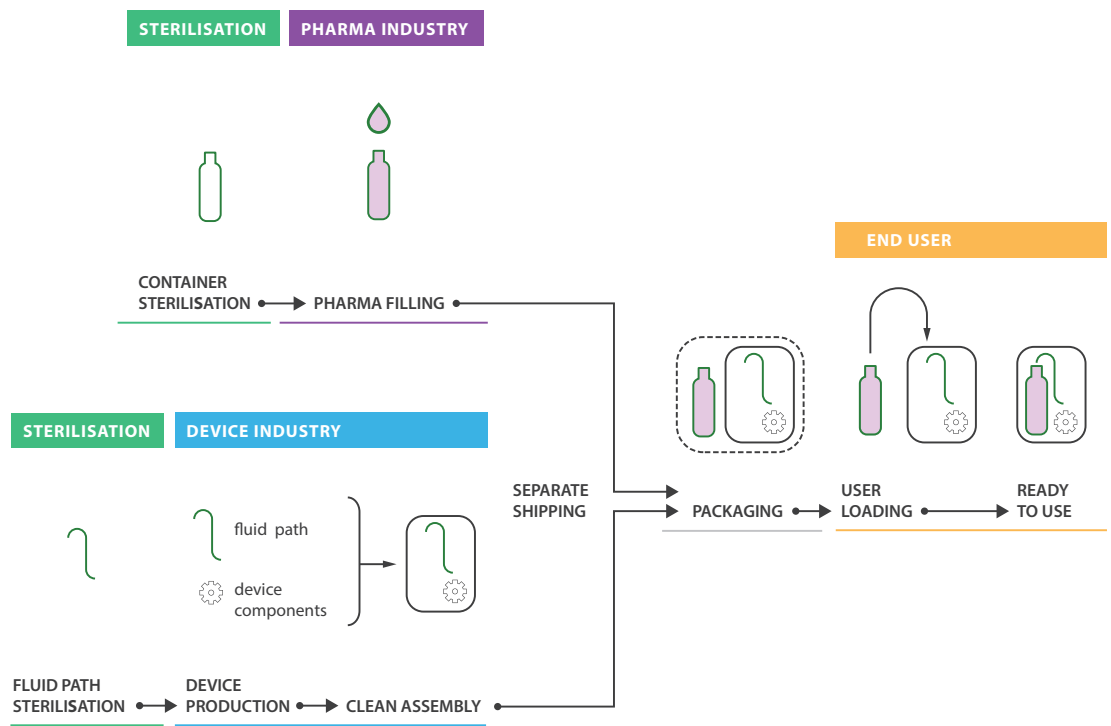 STERILISATION
PHARMA INDUSTRY
END USER
CONTAINER
STERILISATION
PHARMA FILLING
STERILISATION
DEVICE INDUSTRY
fluid path
device
components
SEPARATE
SHIPPING
PACKAGING
USER
LOADING
READY
TO USE
FLUID PATH
STERILISATION
DEVICE
PRODUCTION
CLEAN ASSEMBLY